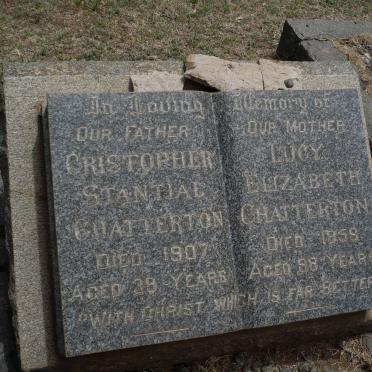 In Loving Memory of
OUR FATHER
CRISTOPHER
STANTIAL
CHATTERTON
DIED 1907
AGED 39 YEARS
OUR MOTHER
LUCY
ELIZABETH
CHATTERTON
DIED 1958
AGED 88 YEARS
"WITH CHRIST WHICH IS FAR BETTER"